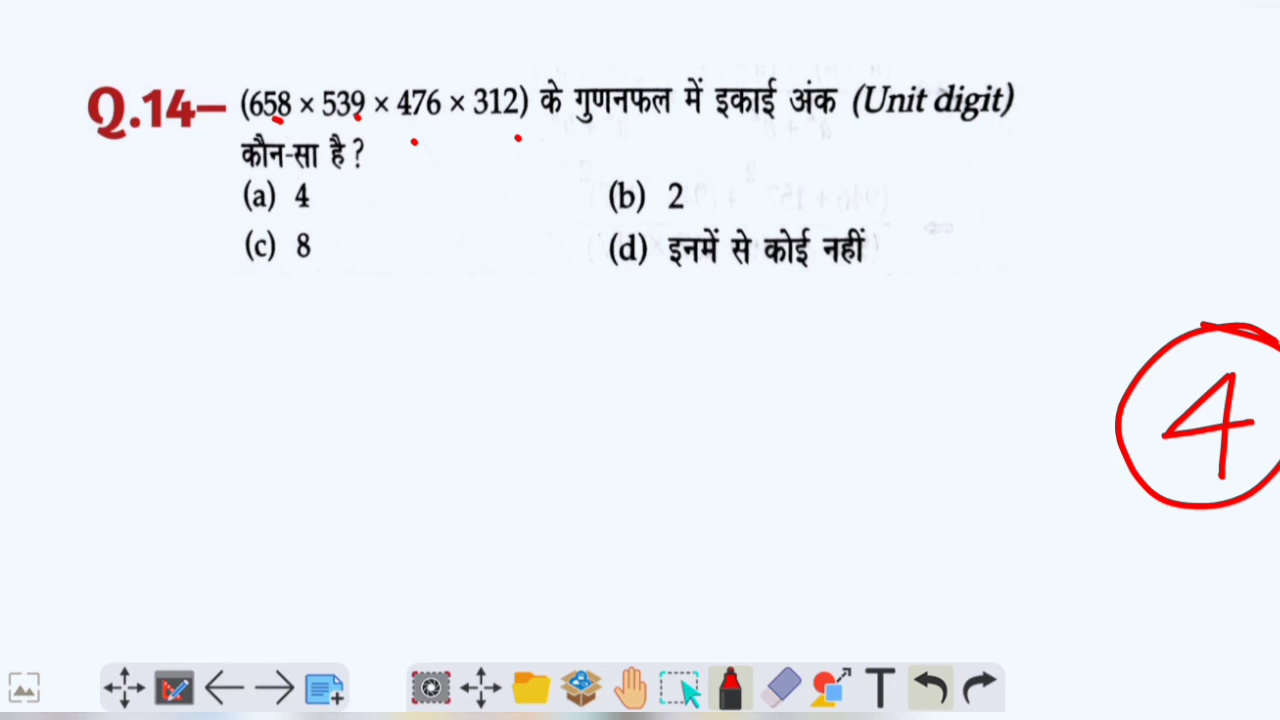 Q.14– (658 × 539 × 476 × 312) के गुणनफल में इकाई अंक (Unit digit)
कौन-सा है ?
(a) 4 (b) 2
(c) 8 (d) इनमें से कोई नहीं
4
T